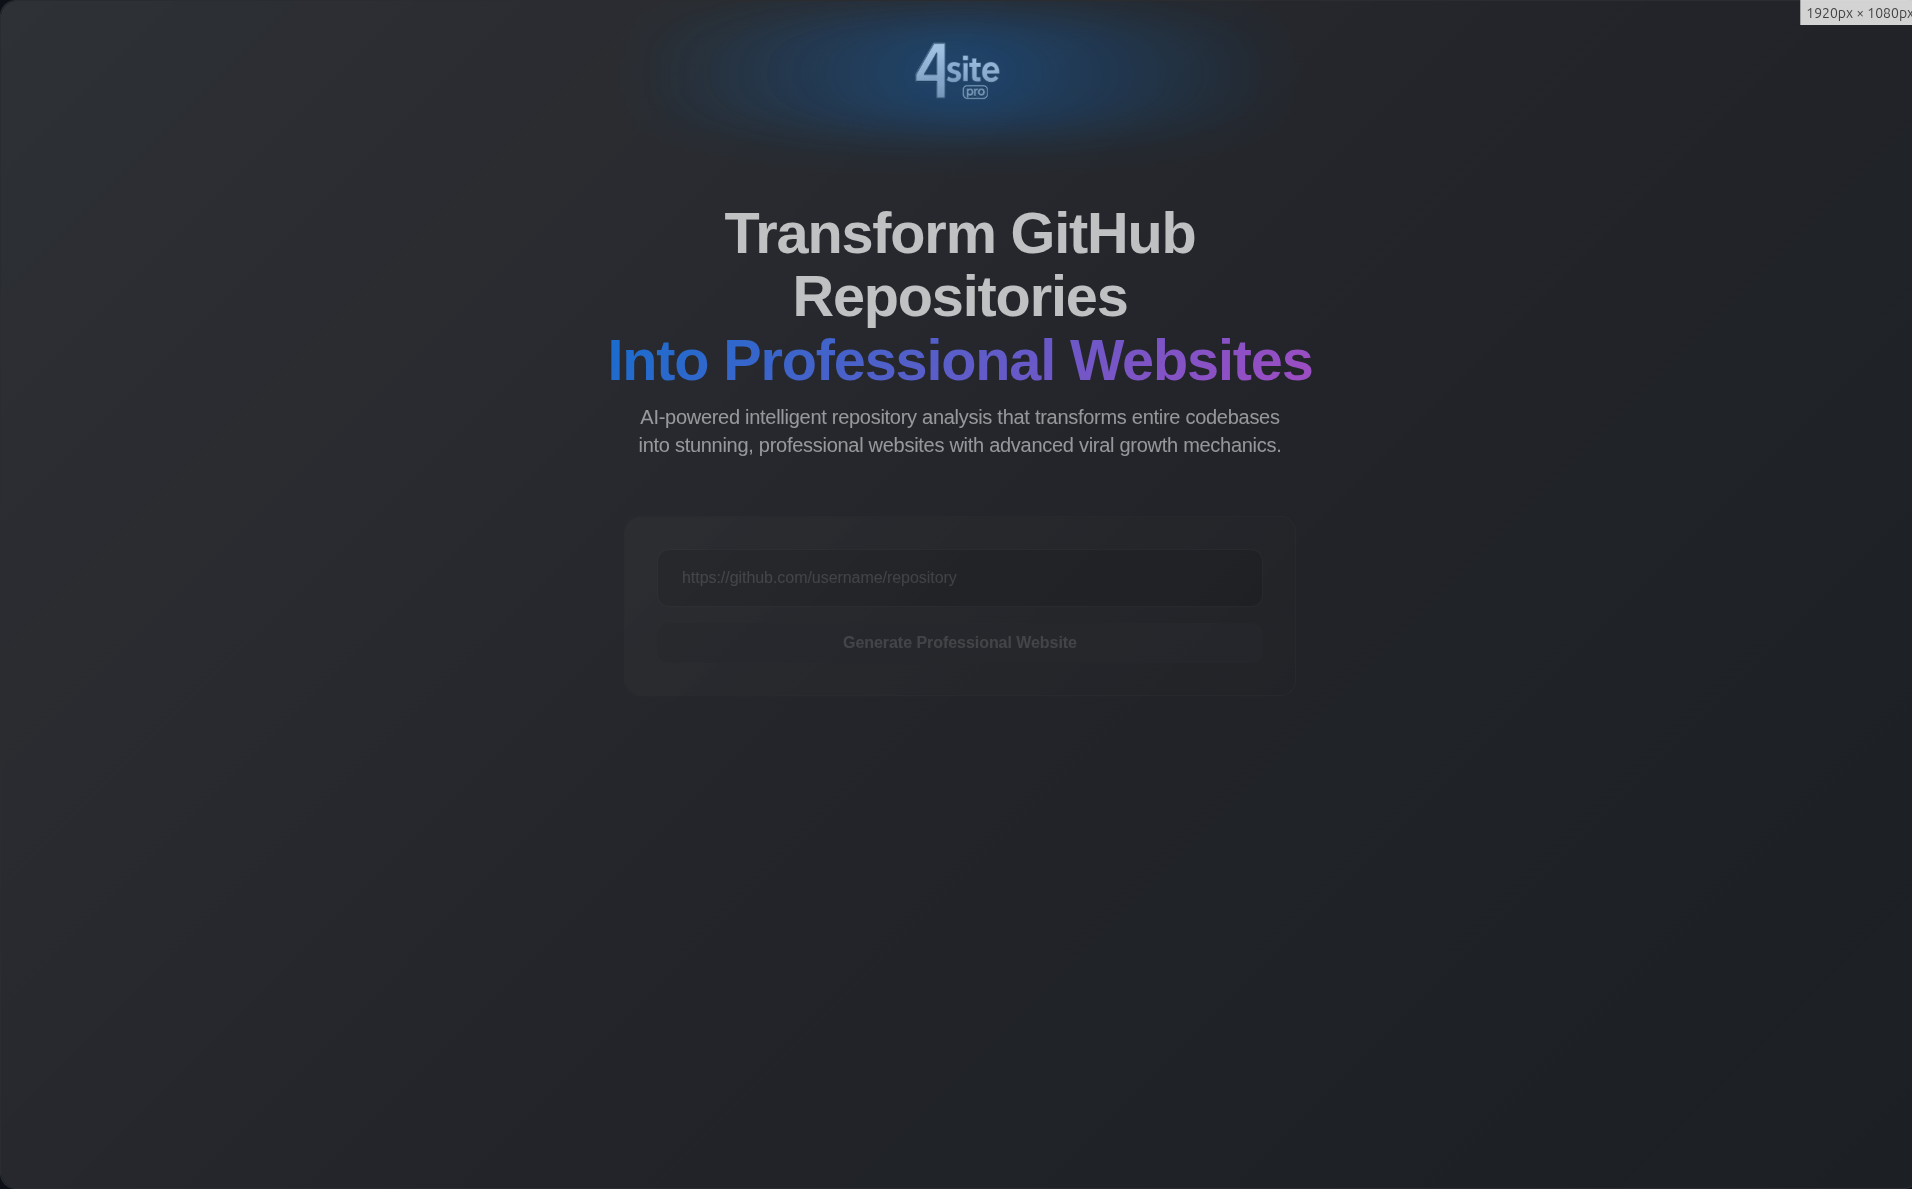 1920px × 1080px
4site
pro
Transform GitHub
Repositories
Into Professional Websites
AI-powered intelligent repository analysis that transforms entire codebases
into stunning, professional websites with advanced viral growth mechanics.
https://github.com/username/repository
Generate Professional Website